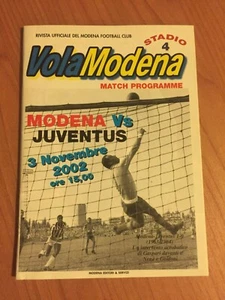 RIVISTA UFFICIALE DEL MODENA FOOTBALL CLUB
STADIO
4
VolaModena
MATCH PROGRAMME
MODENA Vs
JUVENTUS
3 Novembre
2002
ore 15,00